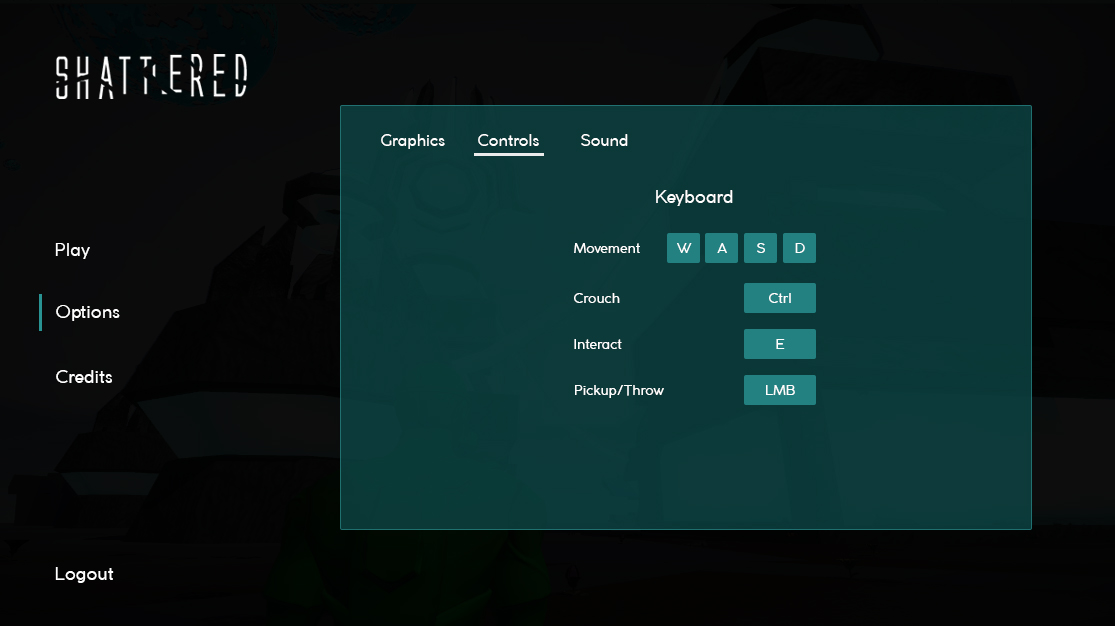 SHATTERED
Graphics Controls Sound
Keyboard
Movement W A S D
Play
Crouch Ctrl
Options
Interact E
Credits
Pickup/Throw LMB
Logout